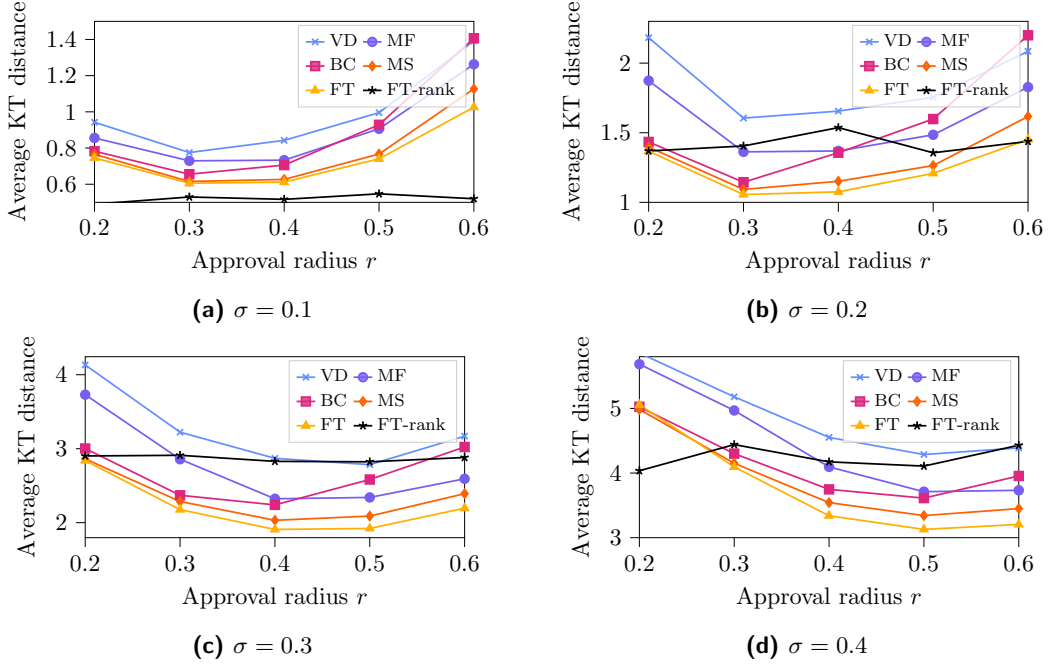 Average KT distance
1.4
1.2
1
0.8
0.6
VD MF
BC MS
FT FT-rank
0.2 0.3 0.4 0.5 0.6
Approval radius r
(a) σ = 0.1
Average KT distance
2
1.5
1
VD MF
BC MS
FT FT-rank
0.2 0.3 0.4 0.5 0.6
Approval radius r
(b) σ = 0.2
Average KT distance
4
3
2
VD MF
BC MS
FT FT-rank
0.2 0.3 0.4 0.5 0.6
Approval radius r
(c) σ = 0.3
Average KT distance
5
4
3
VD MF
BC MS
FT FT-rank
0.2 0.3 0.4 0.5 0.6
Approval radius r
(d) σ = 0.4